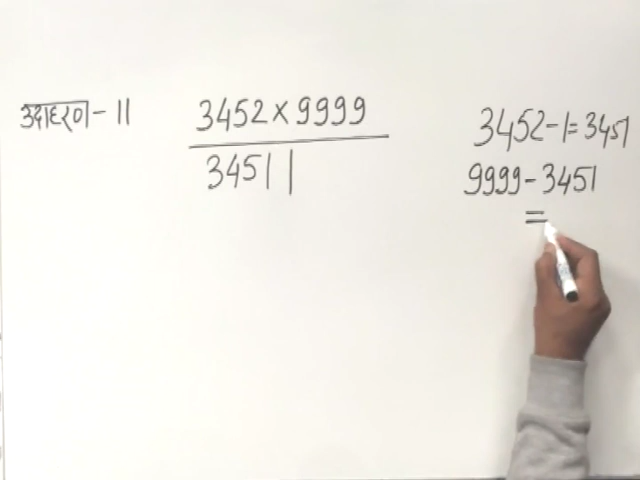 उदाहरण - 11
3452 × 9999
3451 |
3452 - 1 = 3451
9999 - 3451
=